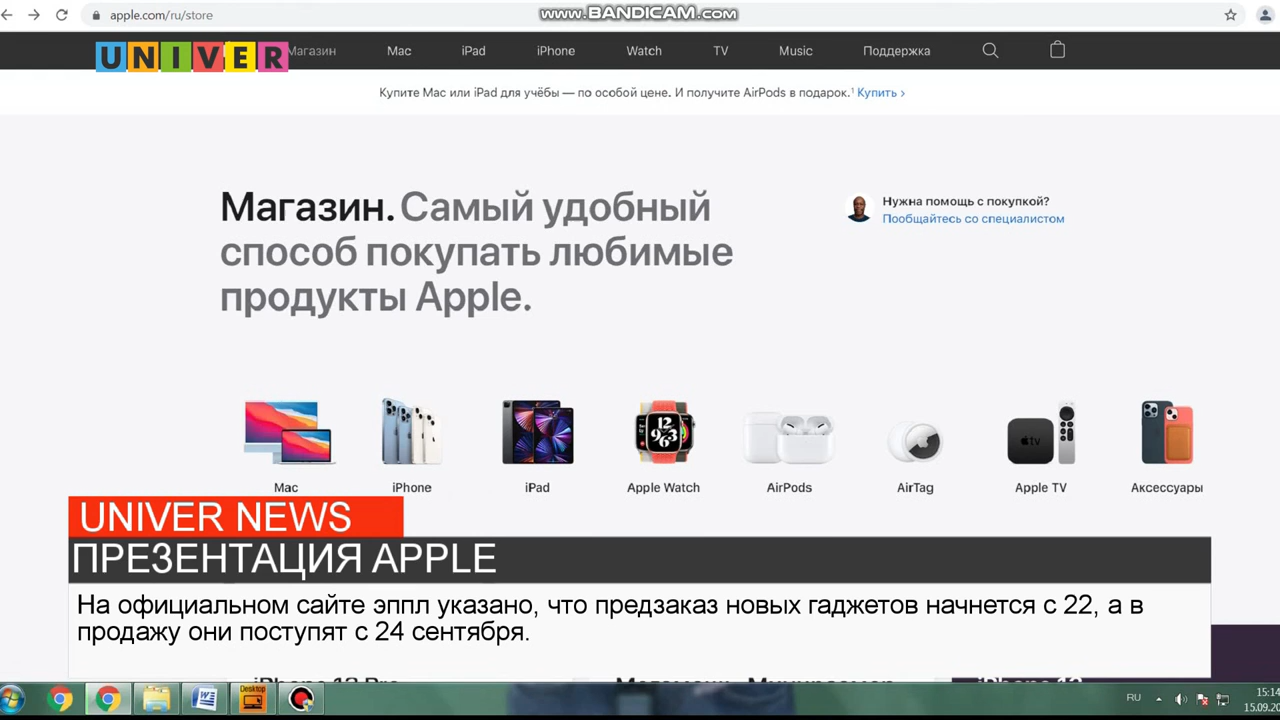 apple.com/ru/store
www.BANDICAM.com
UNIVER
Магазин Mac iPad iPhone Watch TV Music Поддержка
Купите Mac или iPad для учёбы — по особой цене. И получите AirPods в подарок.¹ Купить >
Магазин. Самый удобный
способ покупать любимые
продукты Apple.
Нужна помощь с покупкой?
Пообщайтесь со специалистом
Mac iPhone iPad Apple Watch AirPods AirTag Apple TV Аксессуары
UNIVER NEWS
ПРЕЗЕНТАЦИЯ APPLE
На официальном сайте эппл указано, что предзаказ новых гаджетов начнется с 22, а в
продажу они поступят с 24 сентября.
Desktop
RU
15:14
15.09.20